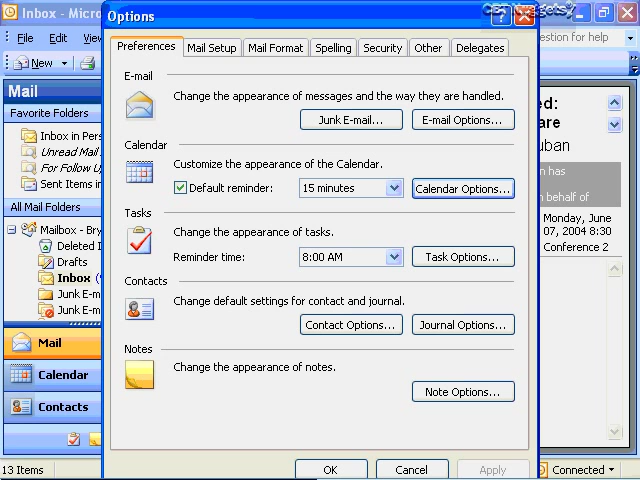 Inbox - Micros
Options
File Edit View
estion for help
New
Preferences Mail Setup Mail Format Spelling Security Other Delegates
Mail
Favorite Folders
Inbox in Pers
Unread Mail
For Follow U
Sent Items in
All Mail Folders
Mailbox - Bry
Deleted I
Drafts
Inbox
Junk E-m
Junk E-m
Mail
Calendar
Contacts
13 Items
E-mail
Change the appearance of messages and the way they are handled.
Junk E-mail... E-mail Options...
Calendar
Customize the appearance of the Calendar.
Default reminder: 15 minutes Calendar Options...
Tasks
Change the appearance of tasks.
Reminder time: 8:00 AM Task Options...
Contacts
Change default settings for contact and journal.
Contact Options... Journal Options...
Notes
Change the appearance of notes.
Note Options...
OK Cancel Apply
ed:
are
uban
n has
n behalf of
Monday, June
07, 2004 8:30
Conference 2
Connected